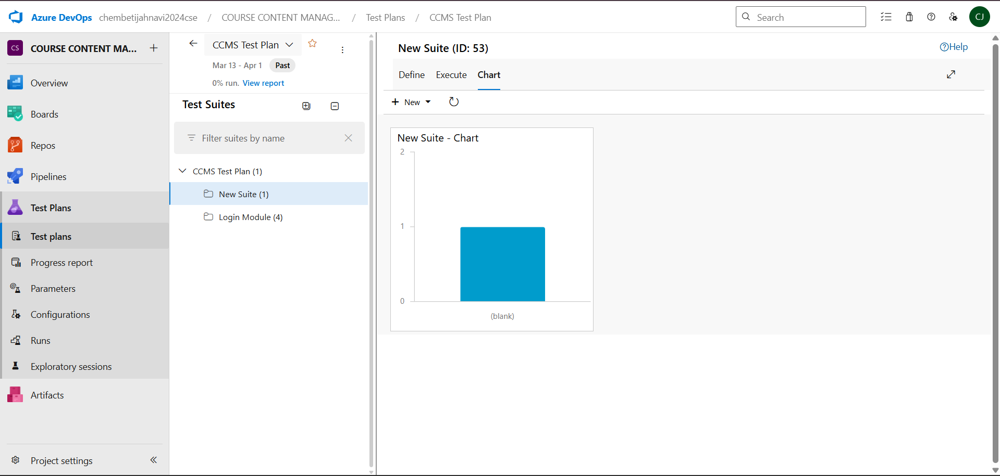 Azure DevOps chembetijahnavi2024cse / COURSE CONTENT MANAG... / Test Plans / CCMS Test Plan
Search
CJ
CS COURSE CONTENT MA...
Overview
Boards
Repos
Pipelines
Test Plans
Test plans
Progress report
Parameters
Configurations
Runs
Exploratory sessions
Artifacts
Project settings
CCMS Test Plan
Mar 13 - Apr 1 Past
0% run. View report
Test Suites
Filter suites by name
CCMS Test Plan (1)
New Suite (1)
Login Module (4)
New Suite (ID: 53)
Help
Define Execute Chart
New
New Suite - Chart
2
1
0
(blank)